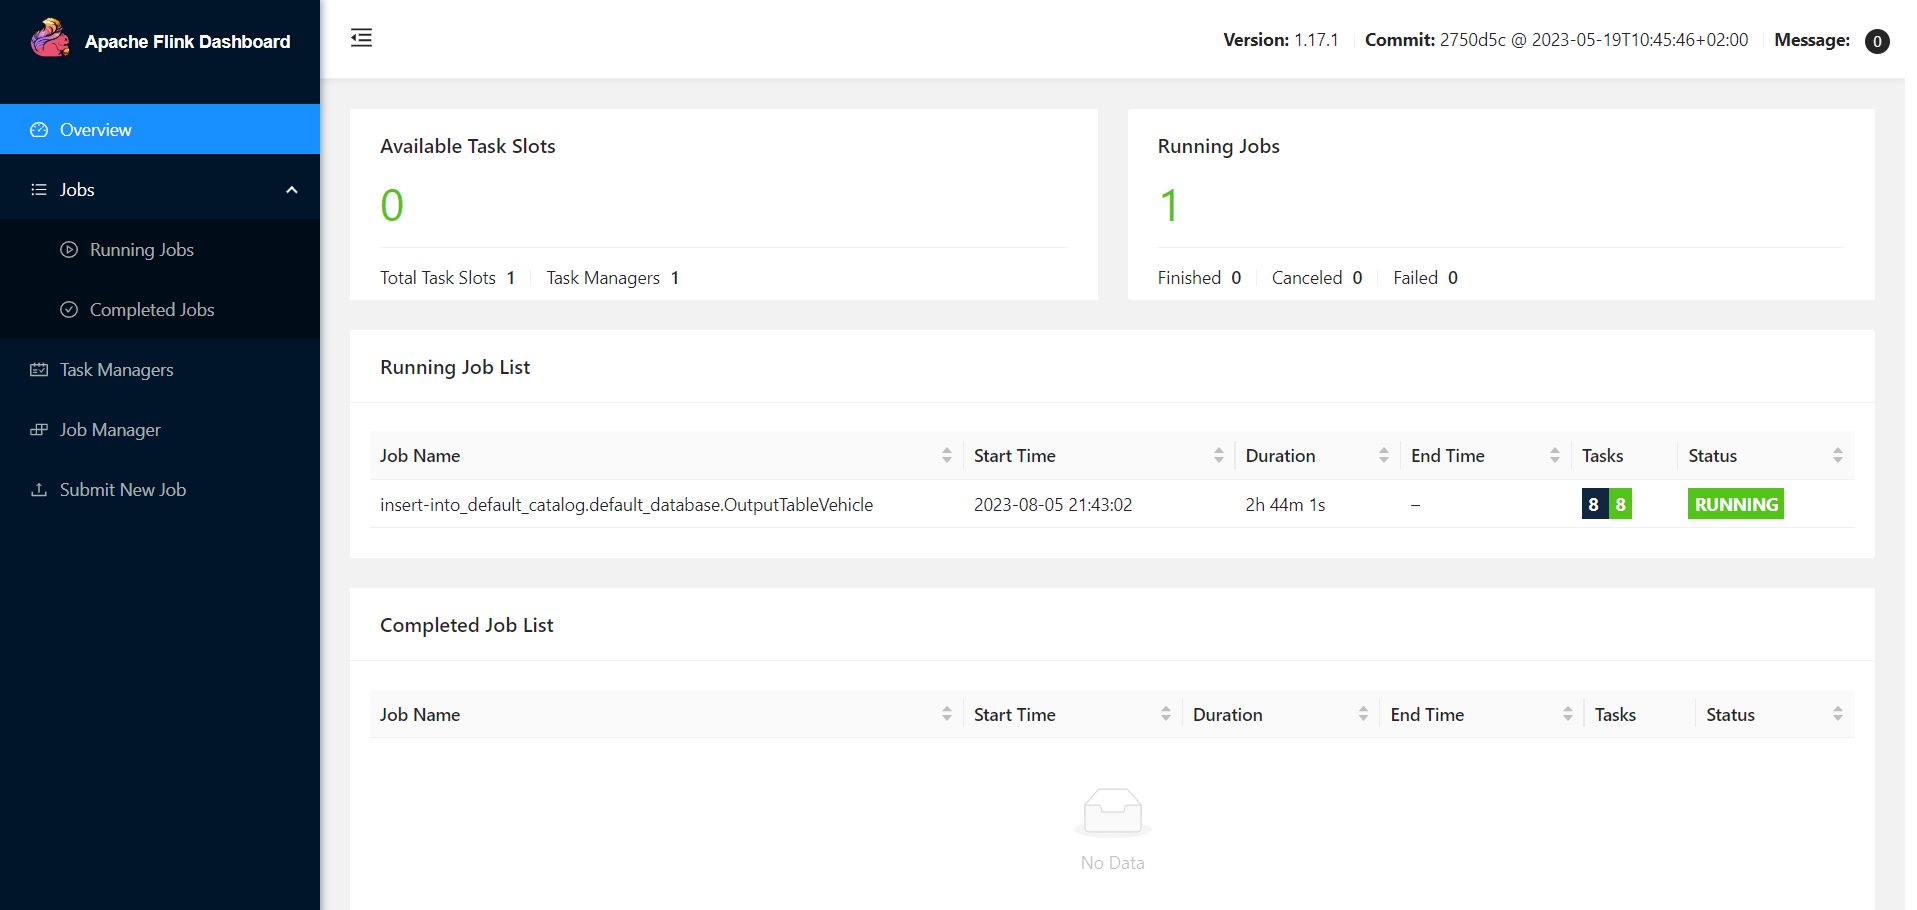 Apache Flink Dashboard
Version: 1.17.1 Commit: 2750d5c @ 2023-05-19T10:45:46+02:00 Message: 0
Overview
Jobs
Running Jobs
Completed Jobs
Task Managers
Job Manager
Submit New Job
Available Task Slots
0
Total Task Slots 1 Task Managers 1
Running Jobs
1
Finished 0 Canceled 0 Failed 0
Running Job List
Job Name Start Time Duration End Time Tasks Status
insert-into_default_catalog.default_database.OutputTableVehicle 2023-08-05 21:43:02 2h 44m 1s – 8 8 RUNNING
Completed Job List
Job Name Start Time Duration End Time Tasks Status
No Data